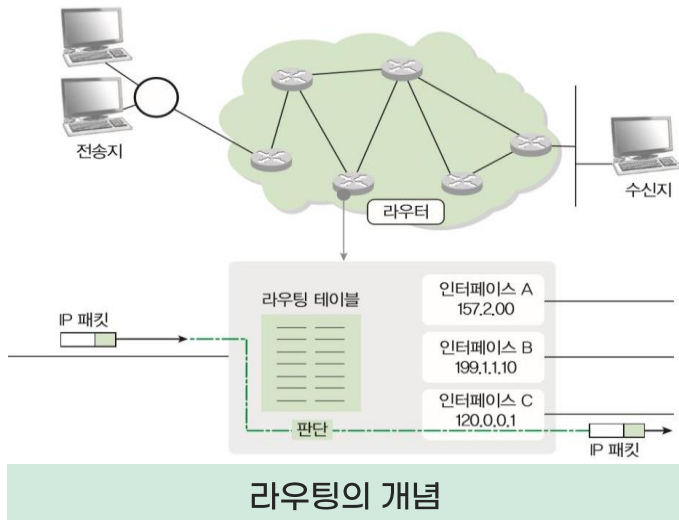 전송지
수신지
라우터
라우팅 테이블
인터페이스 A
157.2.00
IP 패킷
인터페이스 B
199.1.1.10
인터페이스 C
120.0.0.1
판단
IP 패킷
라우팅의 개념